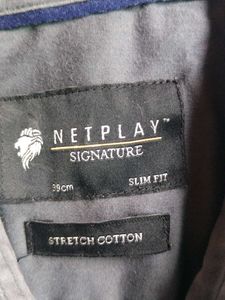 NETPLAY™
SIGNATURE
39cm SLIM FIT
STRETCH COTTON